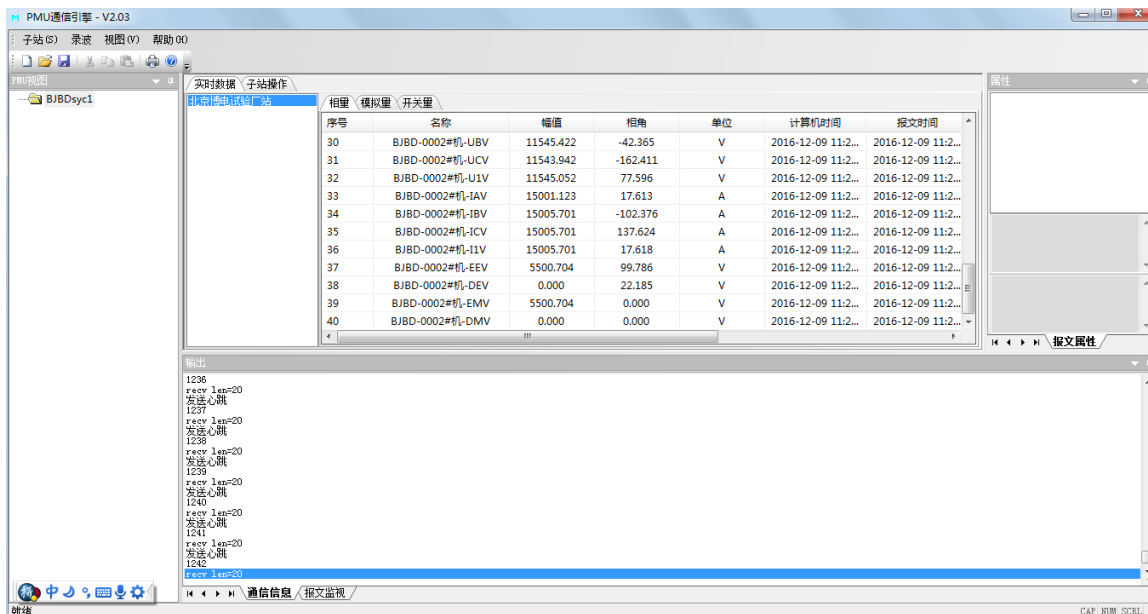 PMU通信引擎 - V2.03
子站(S) 录波 视图(V) 帮助(H)
PMU视图
BJBDsyc1
实时数据 子站操作
北京博电试验厂站
相量 模拟量 开关量
序号 名称 幅值 相角 单位 计算机时间 报文时间
30 BJBD-0002#机-UBV 11545.422 -42.365 V 2016-12-09 11:2... 2016-12-09 11:2...
31 BJBD-0002#机-UCV 11543.942 -162.411 V 2016-12-09 11:2... 2016-12-09 11:2...
32 BJBD-0002#机-U1V 11545.052 77.596 V 2016-12-09 11:2... 2016-12-09 11:2...
33 BJBD-0002#机-IAV 15001.123 17.613 A 2016-12-09 11:2... 2016-12-09 11:2...
34 BJBD-0002#机-IBV 15005.701 -102.376 A 2016-12-09 11:2... 2016-12-09 11:2...
35 BJBD-0002#机-ICV 15005.701 137.624 A 2016-12-09 11:2... 2016-12-09 11:2...
36 BJBD-0002#机-I1V 15005.701 17.618 A 2016-12-09 11:2... 2016-12-09 11:2...
37 BJBD-0002#机-EEV 5500.704 99.786 V 2016-12-09 11:2... 2016-12-09 11:2...
38 BJBD-0002#机-DEV 0.000 22.185 V 2016-12-09 11:2... 2016-12-09 11:2...
39 BJBD-0002#机-EMV 5500.704 0.000 V 2016-12-09 11:2... 2016-12-09 11:2...
40 BJBD-0002#机-DMV 0.000 0.000 V 2016-12-09 11:2... 2016-12-09 11:2...
属性
报文属性
输出
1236
recv len=20
发送心跳
1237
recv len=20
发送心跳
1238
recv len=20
发送心跳
1239
recv len=20
发送心跳
1240
recv len=20
发送心跳
1241
recv len=20
发送心跳
1242
recv len=20
通信信息 报文监视
中
就绪
CAP NUM SCRL